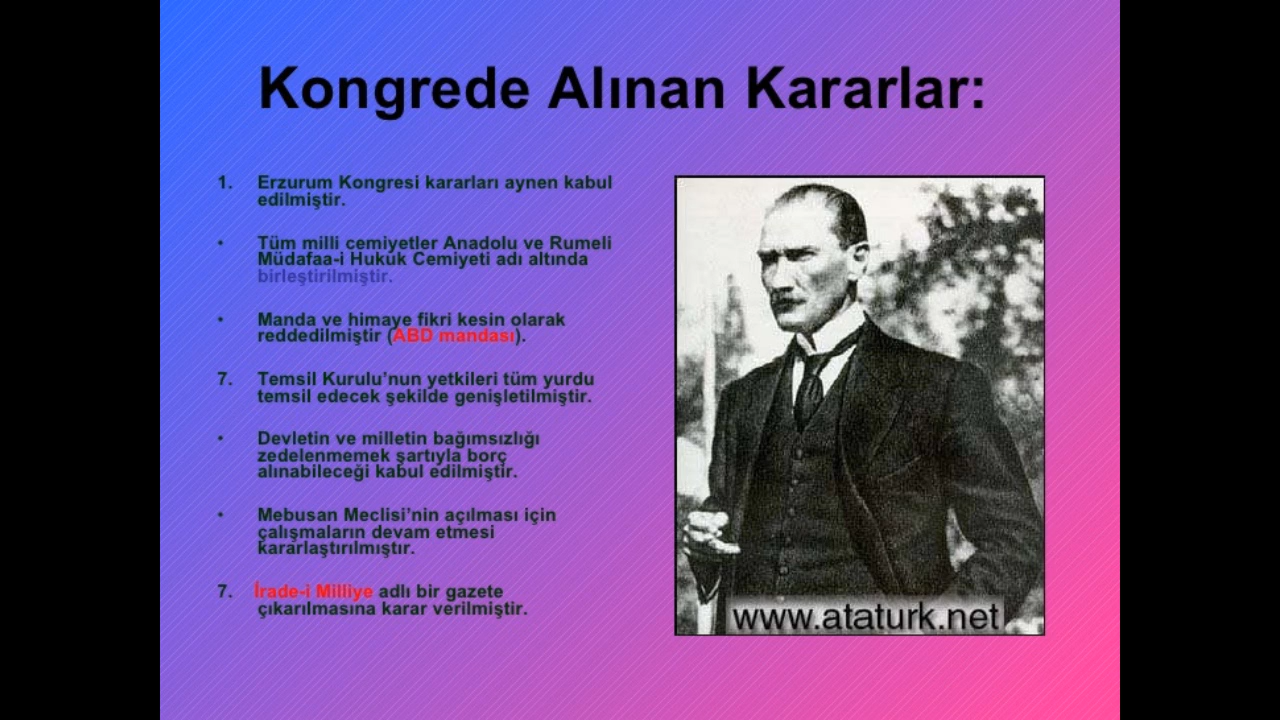 Kongrede Alınan Kararlar:
1. Erzurum Kongresi kararları aynen kabul
edilmiştir.
• Tüm milli cemiyetler Anadolu ve Rumeli
Müdafaa-i Hukuk Cemiyeti adı altında
birleştirilmiştir.
• Manda ve himaye fikri kesin olarak
reddedilmiştir (ABD mandası).
7. Temsil Kurulu’nun yetkileri tüm yurdu
temsil edecek şekilde genişletilmiştir.
• Devletin ve milletin bağımsızlığı
zedelenmemek şartıyla borç
alınabileceği kabul edilmiştir.
• Mebusan Meclisi’nin açılması için
çalışmaların devam etmesi
kararlaştırılmıştır.
7. İrade-i Milliye adlı bir gazete
çıkarılmasına karar verilmiştir.
www.ataturk.net